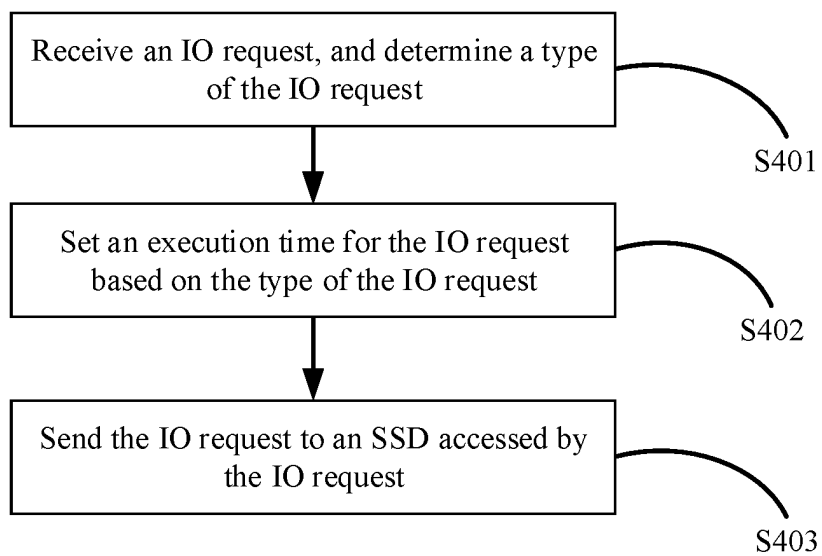 Receive an IO request, and determine a type
of the IO request
S401
Set an execution time for the IO request
based on the type of the IO request
S402
Send the IO request to an SSD accessed by
the IO request
S403